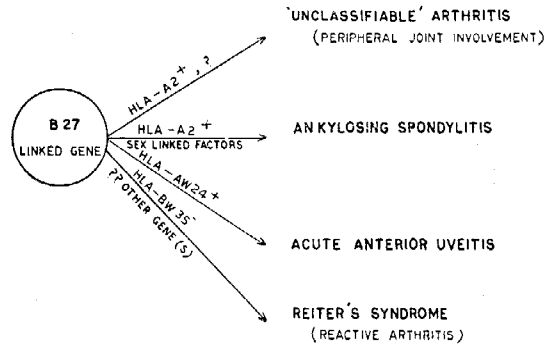 'UNCLASSIFIABLE' ARTHRITIS
(PERIPHERAL JOINT INVOLVEMENT)
HLA-A2+, ?
B27
LINKED GENE
HLA-A2+
SEX LINKED FACTORS
ANKYLOSING SPONDYLITIS
HLA-AW24+
HLA-BW35-
?? OTHER GENE(S)
ACUTE ANTERIOR UVEITIS
REITER'S SYNDROME
(REACTIVE ARTHRITIS)